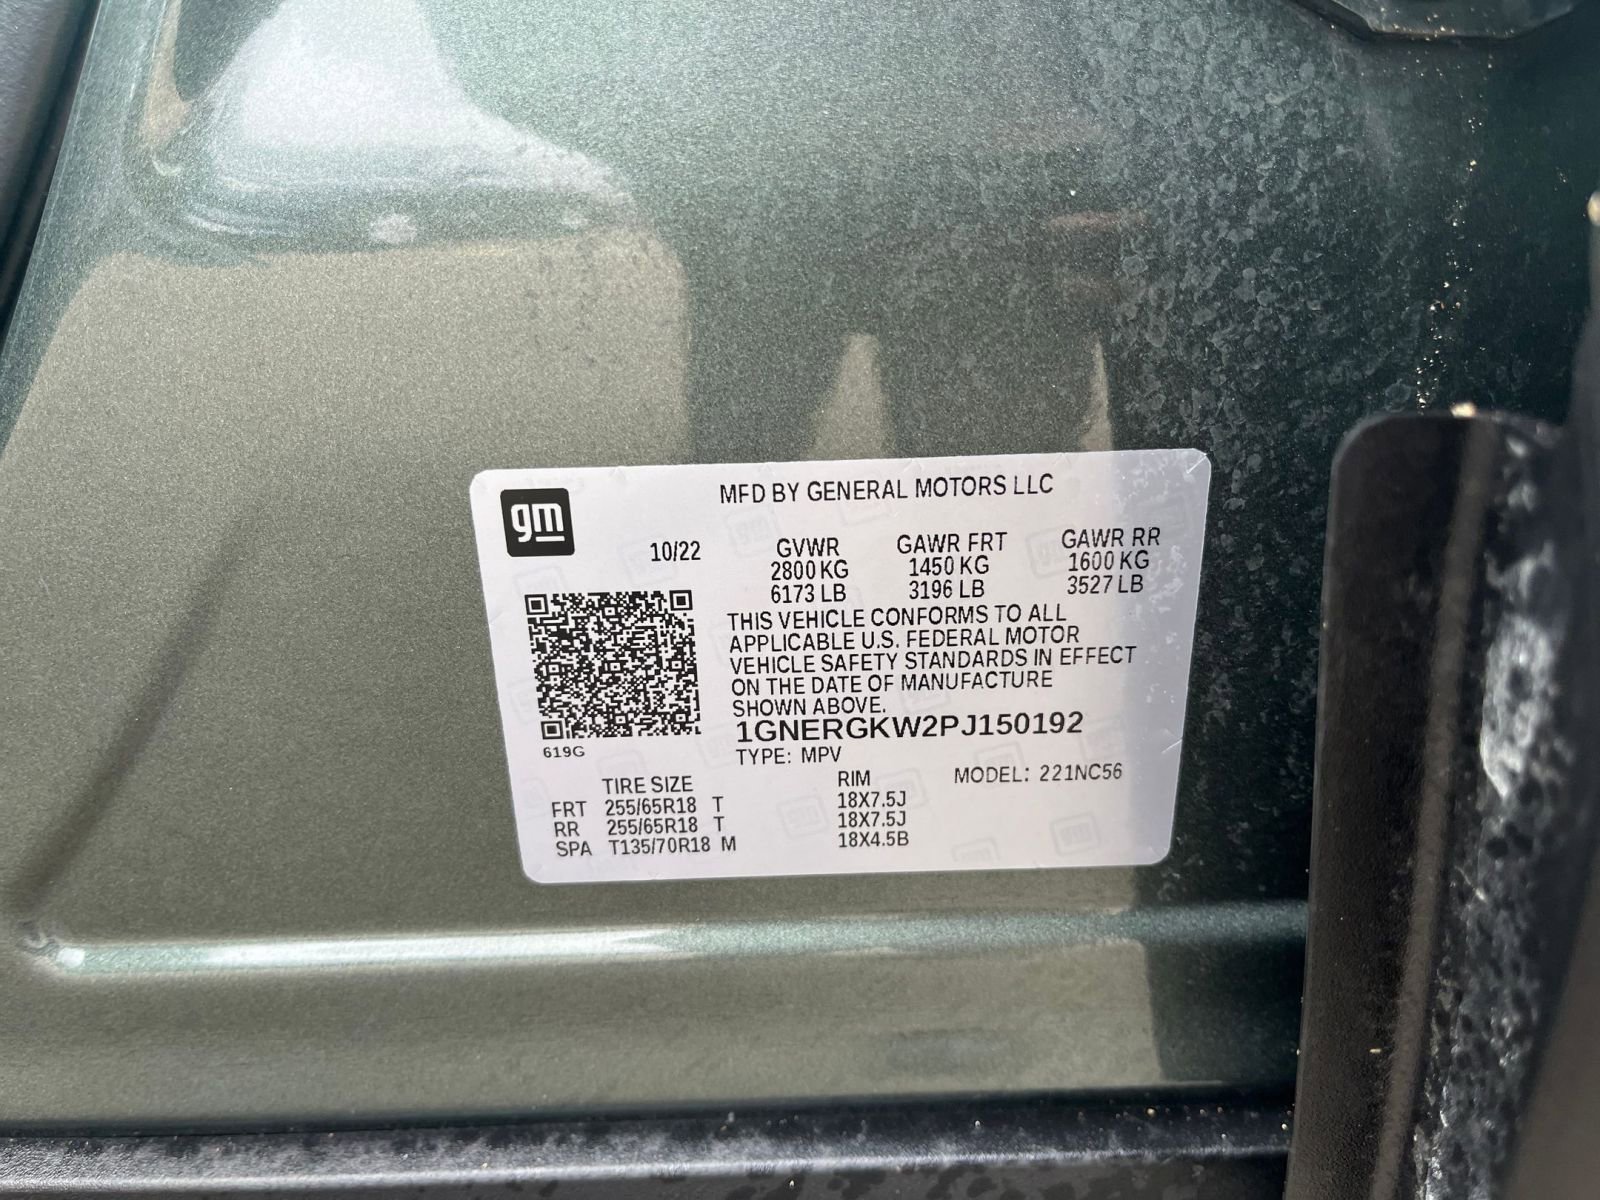 MFD BY GENERAL MOTORS LLC
gm
10/22 GVWR GAWR FRT GAWR RR
2800 KG 1450 KG 1600 KG
6173 LB 3196 LB 3527 LB
THIS VEHICLE CONFORMS TO ALL
APPLICABLE U.S. FEDERAL MOTOR
VEHICLE SAFETY STANDARDS IN EFFECT
ON THE DATE OF MANUFACTURE
SHOWN ABOVE.
1GNERGKW2PJ150192
619G TYPE: MPV
TIRE SIZE RIM MODEL: 221NC56
FRT 255/65R18 T 18X7.5J
RR 255/65R18 T 18X7.5J
SPA T135/70R18 M 18X4.5B